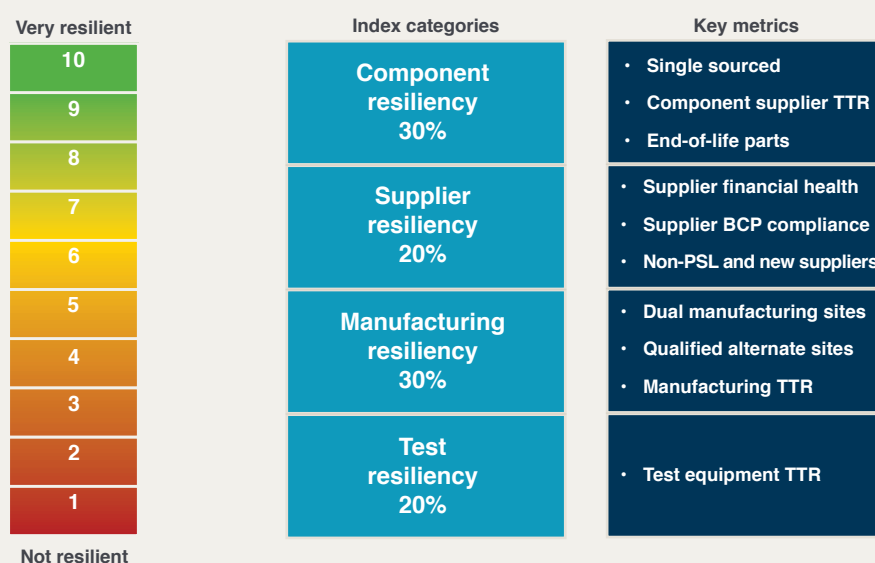 Very resilient
10
9
8
7
6
5
4
3
2
1
Not resilient
Index categories
Component
resiliency
30%
Supplier
resiliency
20%
Manufacturing
resiliency
30%
Test
resiliency
20%
Key metrics
• Single sourced
• Component supplier TTR
• End-of-life parts
• Supplier financial health
• Supplier BCP compliance
• Non-PSL and new suppliers
• Dual manufacturing sites
• Qualified alternate sites
• Manufacturing TTR
• Test equipment TTR